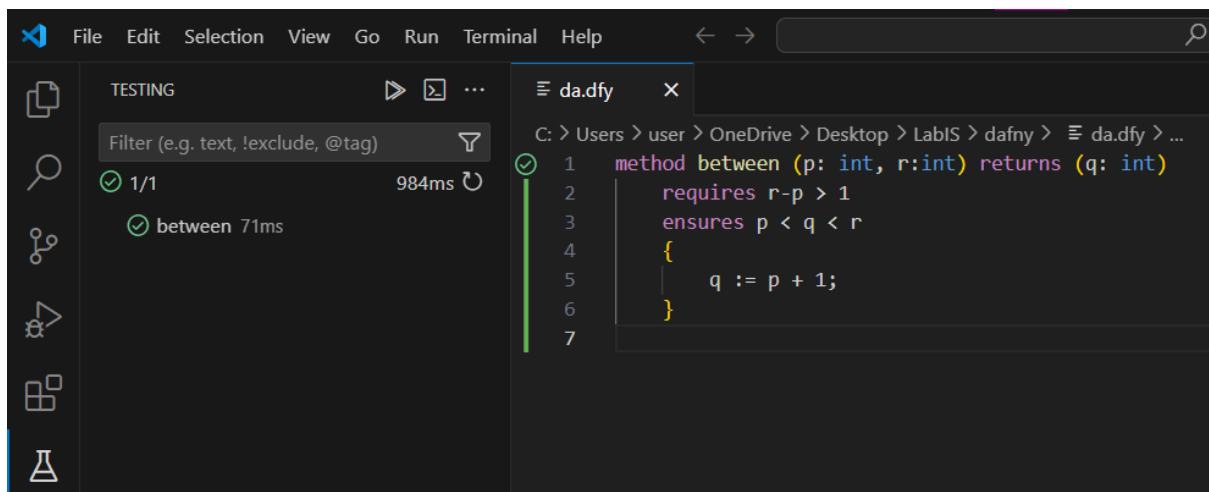 File Edit Selection View Go Run Terminal Help
TESTING
Filter (e.g. text, !exclude, @tag)
1/1 984ms
between 71ms
da.dfy
C: > Users > user > OneDrive > Desktop > LabIS > dafny > da.dfy > ...
1 method between (p: int, r:int) returns (q: int)
2 requires r-p > 1
3 ensures p < q < r
4 {
5 q := p + 1;
6 }
7